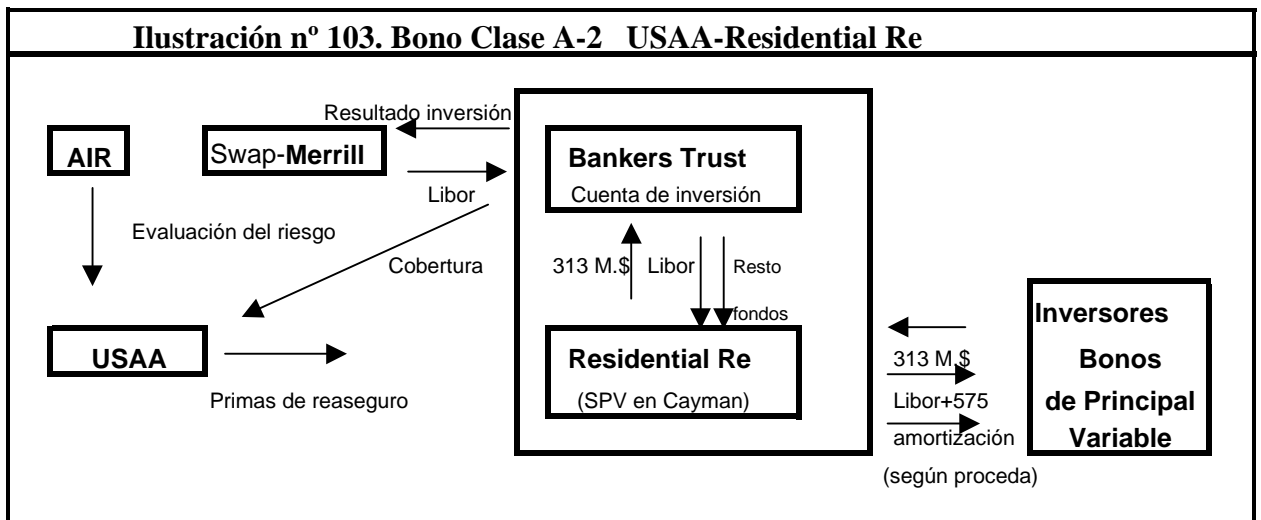 Ilustración nº 103. Bono Clase A-2 USAA-Residential Re
Resultado inversión
AIR
Swap-Merrill
Libor
Bankers Trust
Cuenta de inversión
Evaluación del riesgo
Cobertura
313 M.$ Libor Resto
fondos
USAA
Primas de reaseguro
Residential Re
(SPV en Cayman)
313 M.$
Libor+575
amortización
(según proceda)
Inversores
Bonos
de Principal
Variable